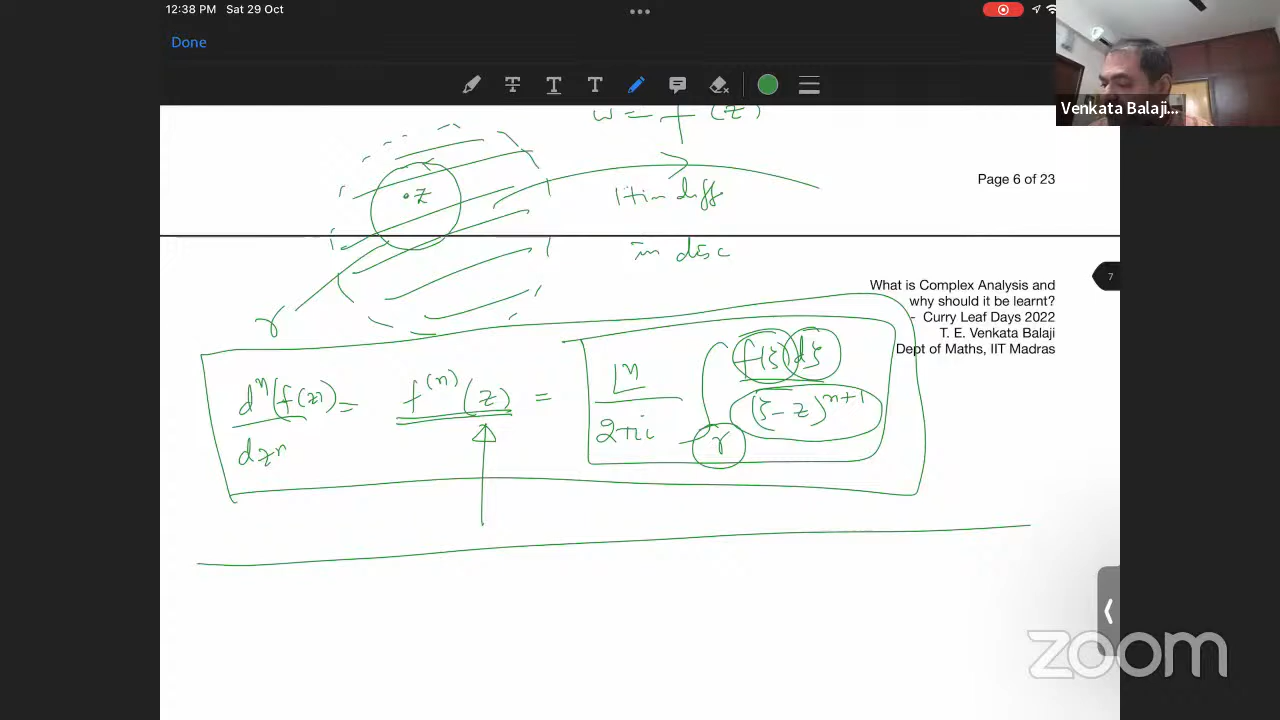 12:38 PM Sat 29 Oct
Done
Venkata Balaji...
w = f(z)
Page 6 of 23
z
1 tim diff
in disc
7
What is Complex Analysis and
why should it be learnt?
- Curry Leaf Days 2022
T. E. Venkata Balaji
Dept of Maths, IIT Madras
γ
dⁿ(f(z)) / dzⁿ = f⁽ⁿ⁾(z) = ⌊n / 2πi ∫γ f(ζ) dζ / (ζ - z)ⁿ⁺¹
zoom